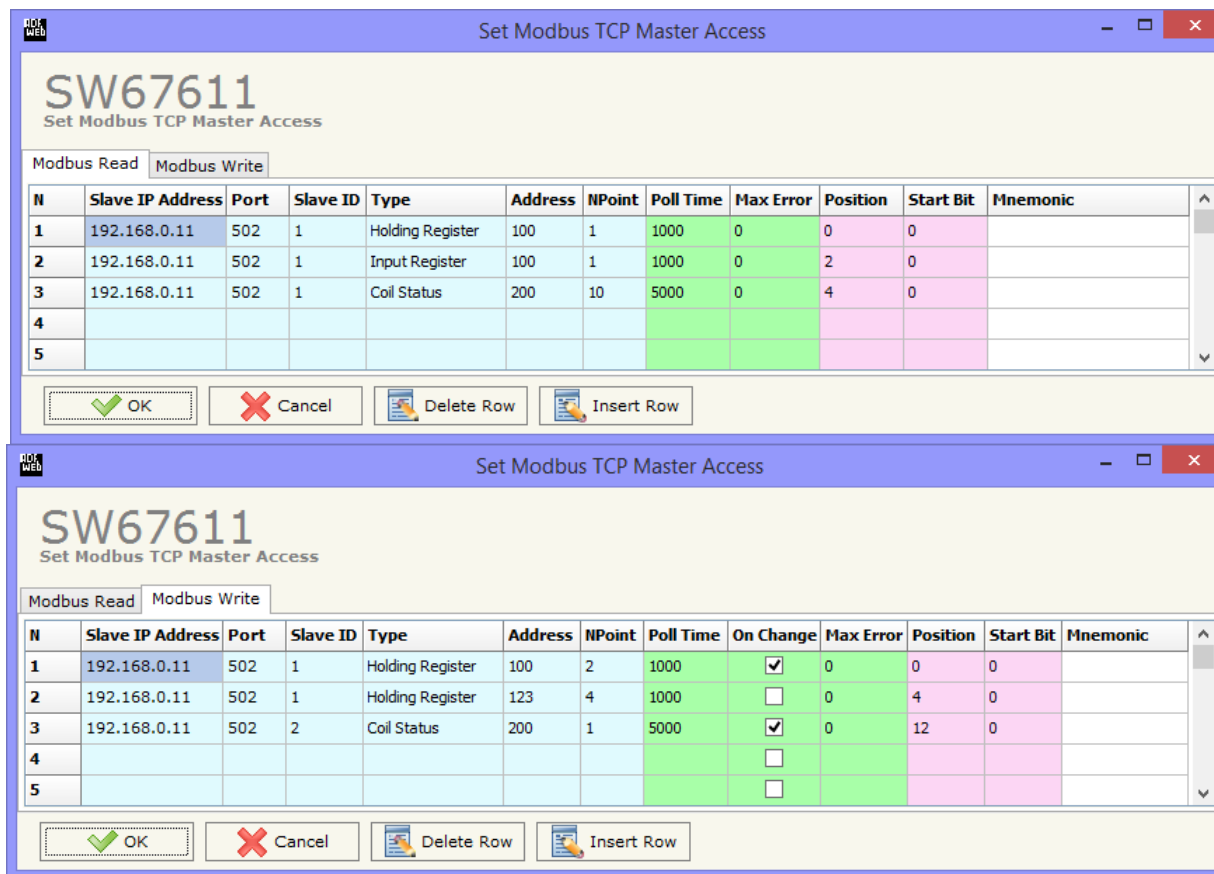 ADF
WEB
Set Modbus TCP Master Access
SW67611
Set Modbus TCP Master Access
Modbus Read Modbus Write
N Slave IP Address Port Slave ID Type Address NPoint Poll Time Max Error Position Start Bit Mnemonic
1 192.168.0.11 502 1 Holding Register 100 1 1000 0 0 0
2 192.168.0.11 502 1 Input Register 100 1 1000 0 2 0
3 192.168.0.11 502 1 Coil Status 200 10 5000 0 4 0
4
5
OK Cancel Delete Row Insert Row
ADF
WEB
Set Modbus TCP Master Access
SW67611
Set Modbus TCP Master Access
Modbus Read Modbus Write
N Slave IP Address Port Slave ID Type Address NPoint Poll Time On Change Max Error Position Start Bit Mnemonic
1 192.168.0.11 502 1 Holding Register 100 2 1000 0 0 0
2 192.168.0.11 502 1 Holding Register 123 4 1000 0 4 0
3 192.168.0.11 502 2 Coil Status 200 1 5000 0 12 0
4
5
OK Cancel Delete Row Insert Row